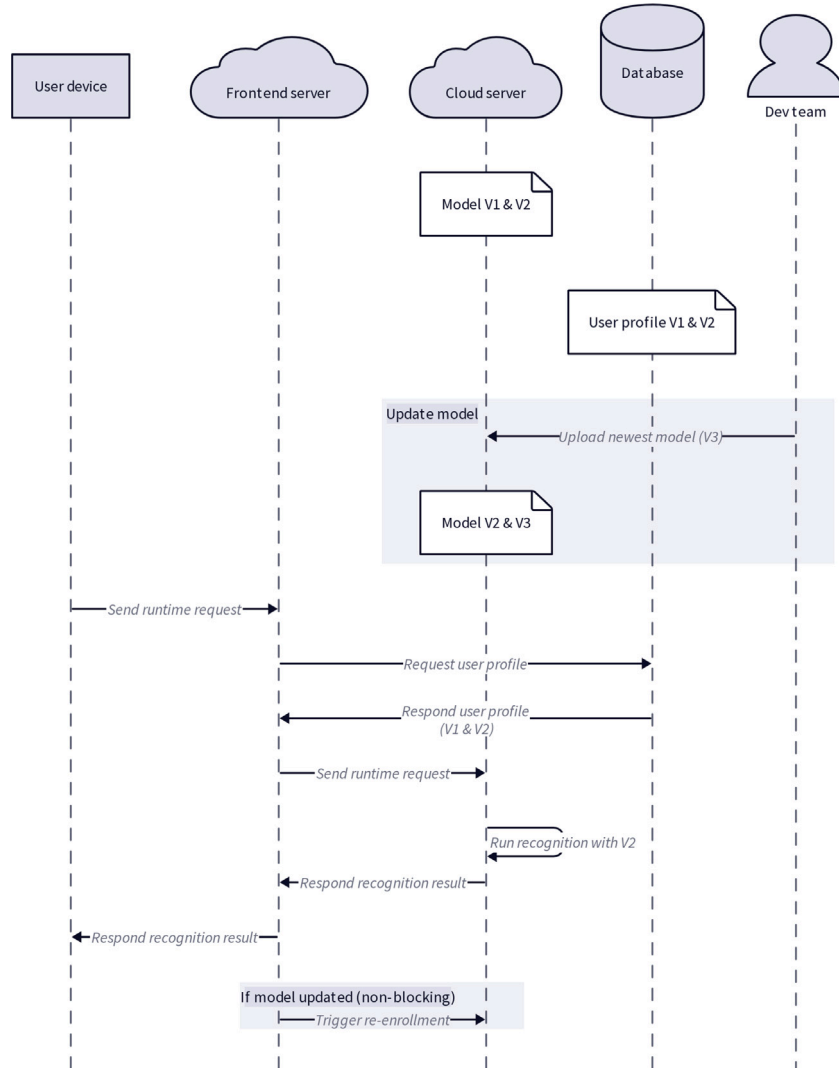 User device
Frontend server
Cloud server
Database
Dev team
Model V1 & V2
User profile V1 & V2
Update model
Upload newest model (V3)
Model V2 & V3
Send runtime request
Request user profile
Respond user profile
(V1 & V2)
Send runtime request
Run recognition with V2
Respond recognition result
Respond recognition result
If model updated (non-blocking)
Trigger re-enrollment